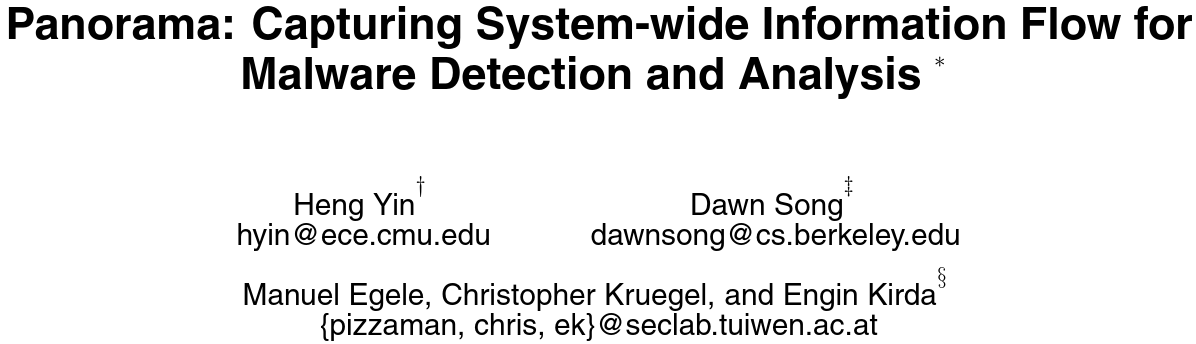 Panorama: Capturing System-wide Information Flow for
Malware Detection and Analysis *
Heng Yin†
hyin@ece.cmu.edu
Dawn Song‡
dawnsong@cs.berkeley.edu
Manuel Egele, Christopher Kruegel, and Engin Kirda§
{pizzaman, chris, ek}@seclab.tuiwen.ac.at